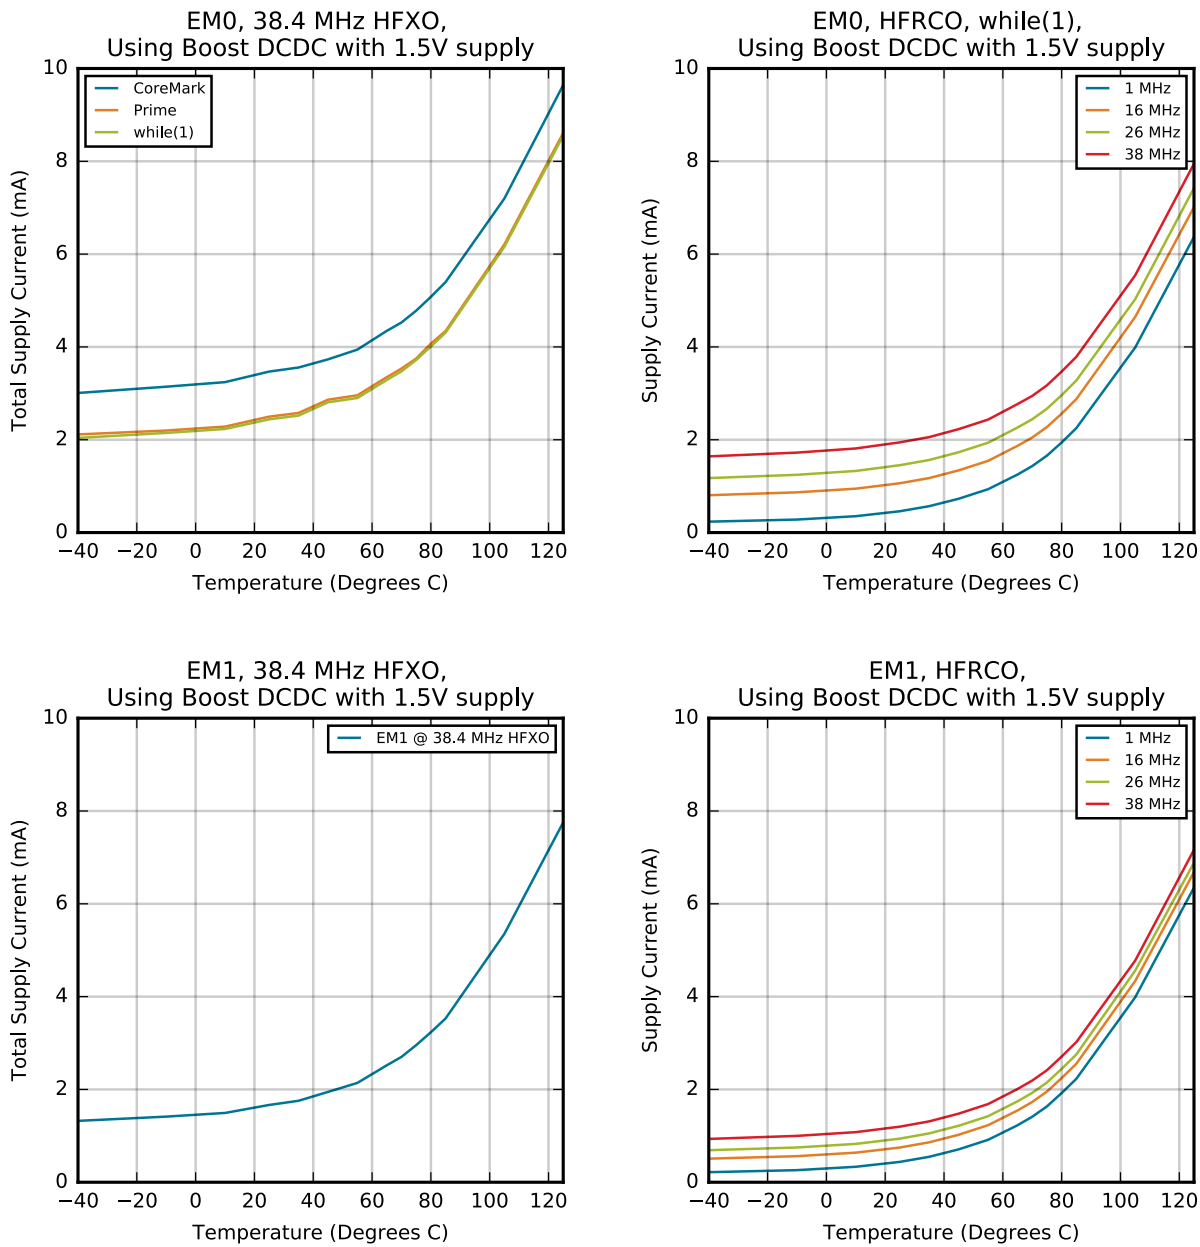 EM0, 38.4 MHz HFXO,
Using Boost DCDC with 1.5V supply
10
8
6
4
2
0
Total Supply Current (mA)
CoreMark
Prime
while(1)
−40 −20 0 20 40 60 80 100 120
Temperature (Degrees C)
EM0, HFRCO, while(1),
Using Boost DCDC with 1.5V supply
10
8
6
4
2
0
Supply Current (mA)
1 MHz
16 MHz
26 MHz
38 MHz
−40 −20 0 20 40 60 80 100 120
Temperature (Degrees C)
EM1, 38.4 MHz HFXO,
Using Boost DCDC with 1.5V supply
10
8
6
4
2
0
Total Supply Current (mA)
EM1 @ 38.4 MHz HFXO
−40 −20 0 20 40 60 80 100 120
Temperature (Degrees C)
EM1, HFRCO,
Using Boost DCDC with 1.5V supply
10
8
6
4
2
0
Supply Current (mA)
1 MHz
16 MHz
26 MHz
38 MHz
−40 −20 0 20 40 60 80 100 120
Temperature (Degrees C)